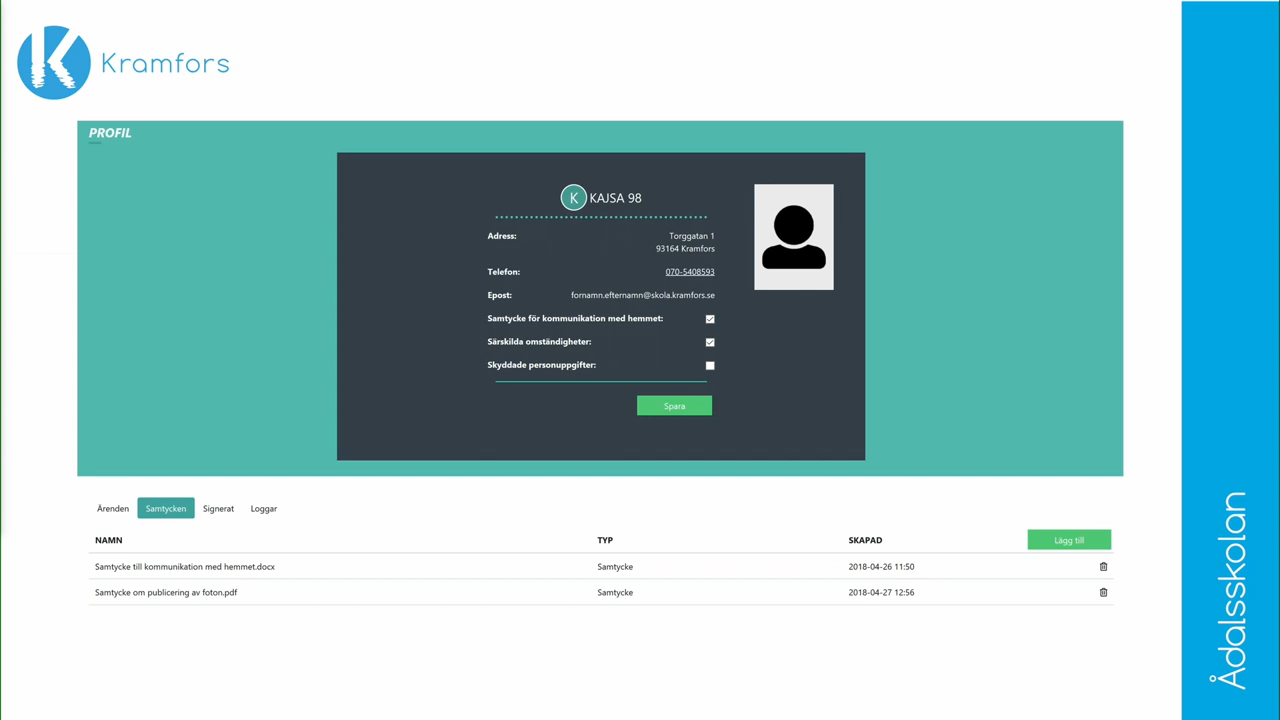 Kramfors
PROFIL
K KAJSA 98
Adress: Torggatan 1
93164 Kramfors
Telefon: 070-5408593
Epost: fornamn.efternamn@skola.kramfors.se
Samtycke för kommunikation med hemmet:
Särskilda omständigheter:
Skyddade personuppgifter:
Spara
Ärenden Samtycken Signerat Loggar
NAMN TYP SKAPAD Lägg till
Samtycke till kommunikation med hemmet.docx Samtycke 2018-04-26 11:50
Samtycke om publicering av foton.pdf Samtycke 2018-04-27 12:56
Ådalsskolan